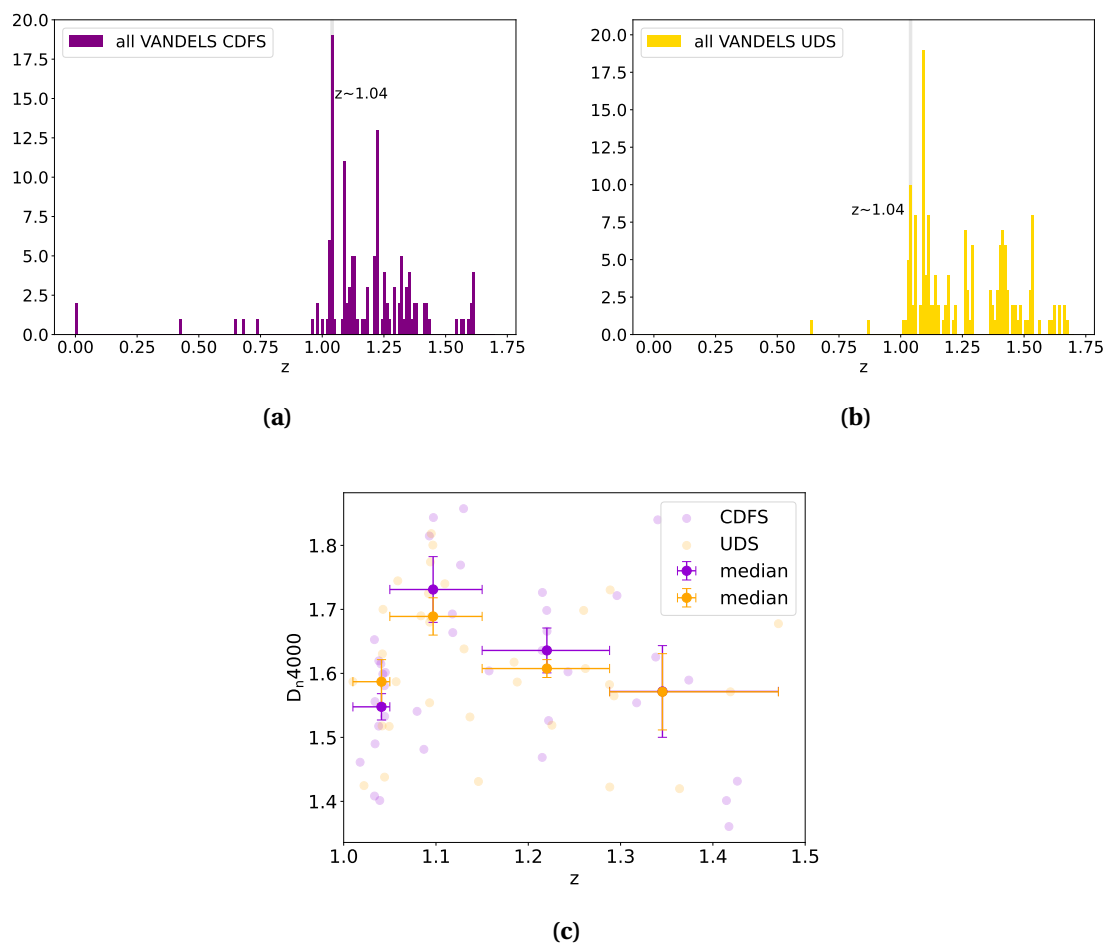 20.0
17.5
15.0
12.5
10.0
7.5
5.0
2.5
0.0
all VANDELS CDFS
z~1.04
0.00 0.25 0.50 0.75 1.00 1.25 1.50 1.75
z
(a)
20.0
17.5
15.0
12.5
10.0
7.5
5.0
2.5
0.0
all VANDELS UDS
z~1.04
0.00 0.25 0.50 0.75 1.00 1.25 1.50 1.75
z
(b)
1.8
1.7
1.6
1.5
1.4
Dₙ4000
CDFS
UDS
median
median
1.0 1.1 1.2 1.3 1.4 1.5
z
(c)